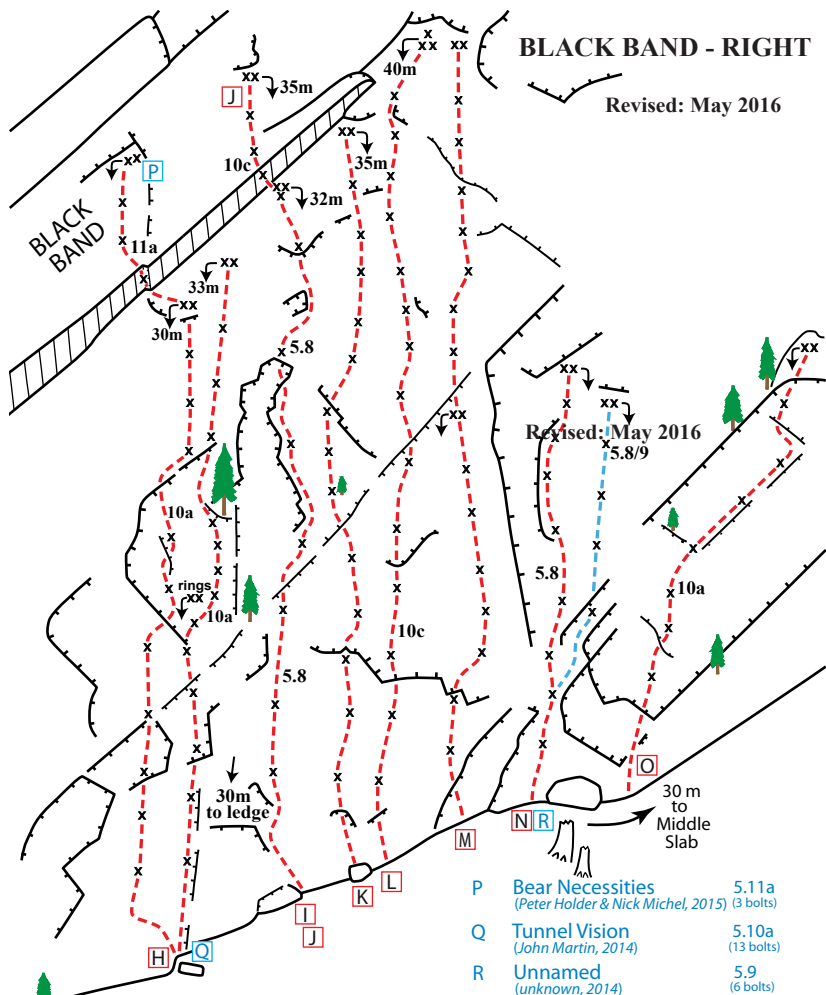 BLACK BAND - RIGHT
Revised: May 2016
40m
J
35m
P
10c
35m
32m
BLACK
BAND
11a
33m
30m
5.8
Revised: May 2016
5.8/9
10a
5.8
rings
10a
10a
10c
5.8
O
30m
to ledge
30 m
to
Middle
Slab
N
R
M
L
K
I
J
H
Q
P Bear Necessities 5.11a
(Peter Holder & Nick Michel, 2015) (3 bolts)
Q Tunnel Vision 5.10a
(John Martin, 2014) (13 bolts)
R Unnamed 5.9
(unknown, 2014) (6 bolts)